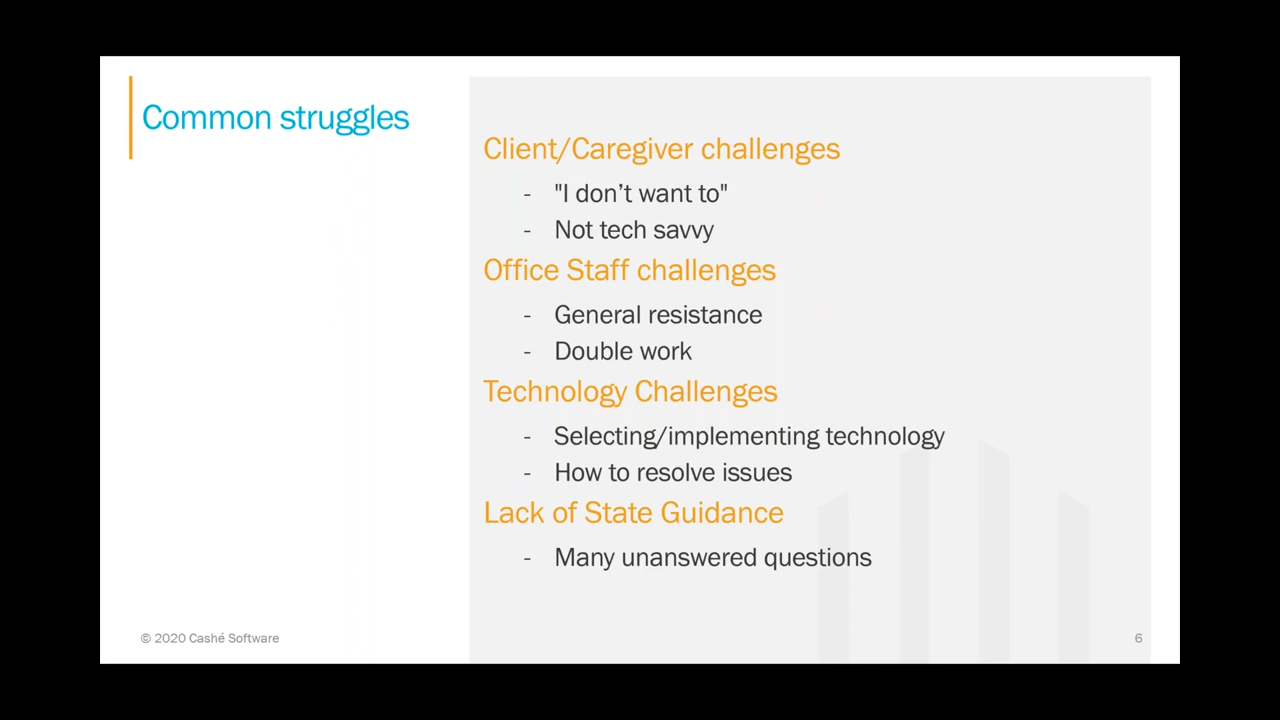 Common struggles
Client/Caregiver challenges
- "I don’t want to"
- Not tech savvy
Office Staff challenges
- General resistance
- Double work
Technology Challenges
- Selecting/implementing technology
- How to resolve issues
Lack of State Guidance
- Many unanswered questions
© 2020 Cashé Software
6